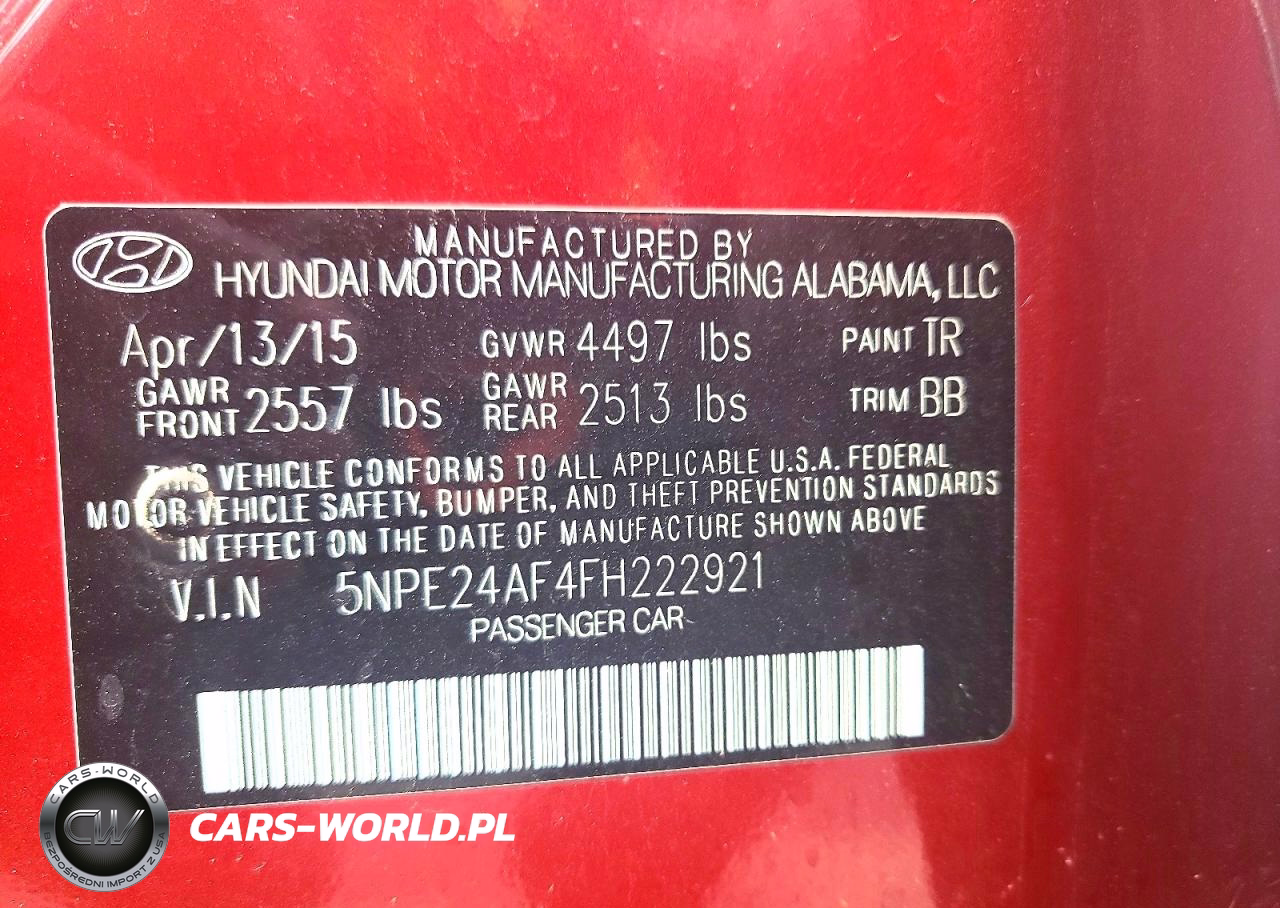 MANUFACTURED BY
HYUNDAI MOTOR MANUFACTURING ALABAMA, LLC
Apr/13/15 GVWR 4497 lbs PAINT TR
GAWR FRONT 2557 lbs GAWR REAR 2513 lbs TRIM BB
THIS VEHICLE CONFORMS TO ALL APPLICABLE U.S.A. FEDERAL
MOTOR VEHICLE SAFETY, BUMPER, AND THEFT PREVENTION STANDARDS
IN EFFECT ON THE DATE OF MANUFACTURE SHOWN ABOVE
V.I.N 5NPE24AF4FH222921
PASSENGER CAR
CARS-WORLD
CW
BEZPOŚREDNI IMPORT Z USA
CARS-WORLD.PL